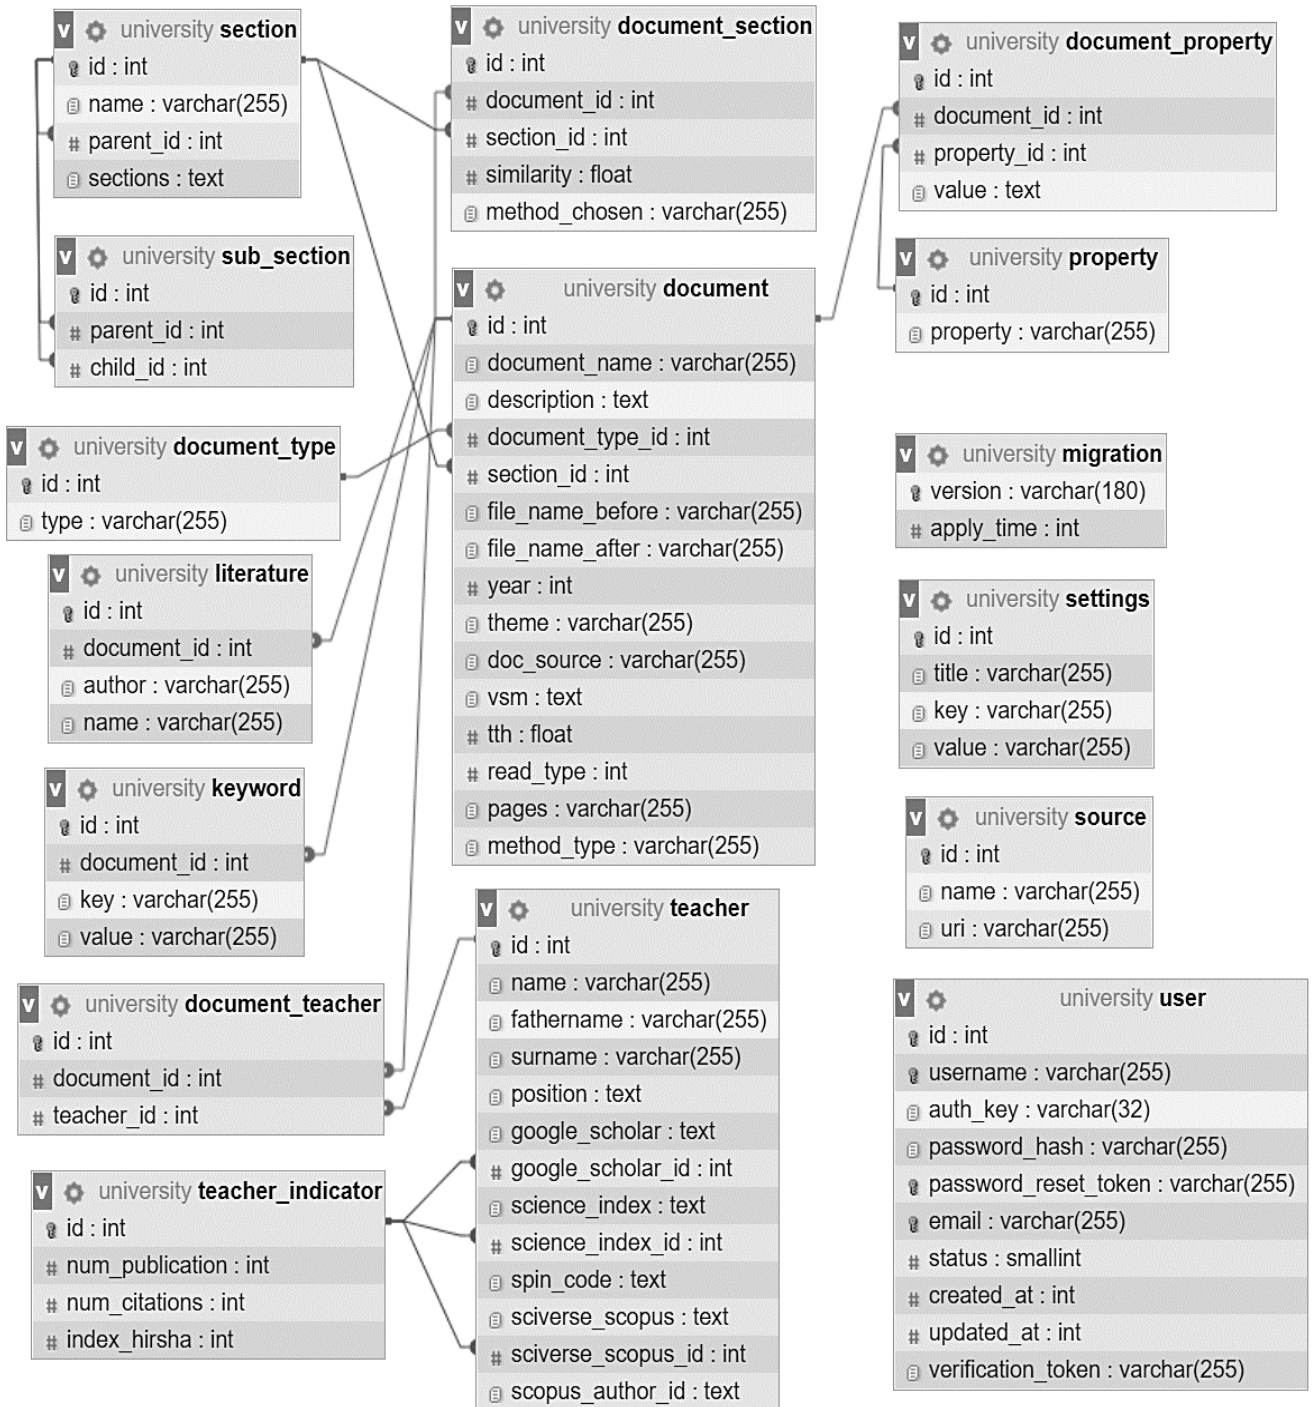 v university section
id : int
name : varchar(255)
# parent_id : int
sections : text
v university sub_section
id : int
# parent_id : int
# child_id : int
v university document_type
id : int
type : varchar(255)
v university literature
id : int
# document_id : int
author : varchar(255)
name : varchar(255)
v university keyword
id : int
# document_id : int
key : varchar(255)
value : varchar(255)
v university document_teacher
id : int
# document_id : int
# teacher_id : int
v university teacher_indicator
id : int
# num_publication : int
# num_citations : int
# index_hirsha : int
v university document_section
id : int
# document_id : int
# section_id : int
# similarity : float
method_chosen : varchar(255)
v university document
id : int
document_name : varchar(255)
description : text
# document_type_id : int
# section_id : int
file_name_before : varchar(255)
file_name_after : varchar(255)
# year : int
theme : varchar(255)
doc_source : varchar(255)
vsm : text
# tth : float
# read_type : int
pages : varchar(255)
method_type : varchar(255)
v university teacher
id : int
name : varchar(255)
fathername : varchar(255)
surname : varchar(255)
position : text
google_scholar : text
# google_scholar_id : int
science_index : text
# science_index_id : int
spin_code : text
sciverse_scopus : text
# sciverse_scopus_id : int
scopus_author_id : text
v university document_property
id : int
# document_id : int
# property_id : int
value : text
v university property
id : int
property : varchar(255)
v university migration
version : varchar(180)
# apply_time : int
v university settings
id : int
title : varchar(255)
key : varchar(255)
value : varchar(255)
v university source
id : int
name : varchar(255)
uri : varchar(255)
v university user
id : int
username : varchar(255)
auth_key : varchar(32)
password_hash : varchar(255)
password_reset_token : varchar(255)
email : varchar(255)
# status : smallint
# created_at : int
# updated_at : int
verification_token : varchar(255)